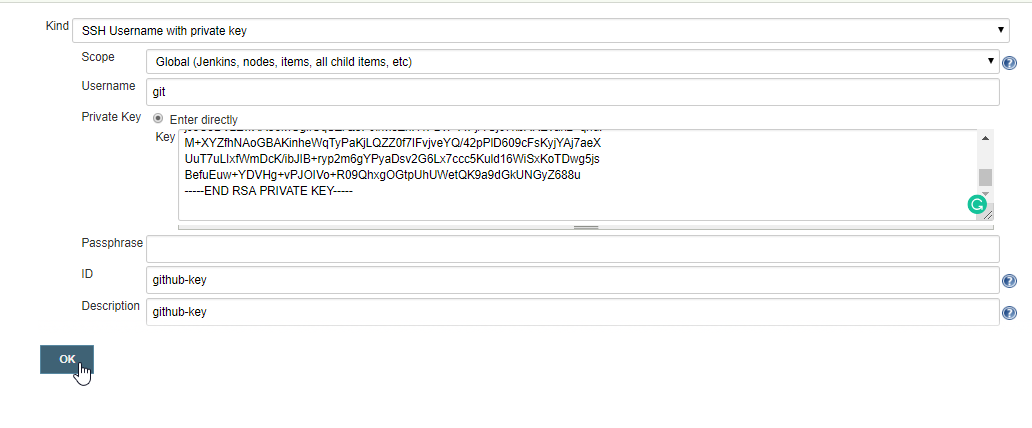 Kind
SSH Username with private key
Scope
Global (Jenkins, nodes, items, all child items, etc)
Username
git
Private Key
Enter directly
Key
M+XYZfhNAoGBAKinheWqTyPaKjLQZZ0f7IFvjveYQ/42pPlD609cFsKyjYAj7aeX
UuT7uLIxfWmDcK/ibJIB+ryp2m6gYPyaDsv2G6Lx7ccc5Kuld16WiSxKoTDwg5js
BefuEuw+YDVHg+vPJOIVo+R09QhxgOGtpUhUWetQK9a9dGkUNGyZ688u
-----END RSA PRIVATE KEY-----
Passphrase
ID
github-key
Description
github-key
OK